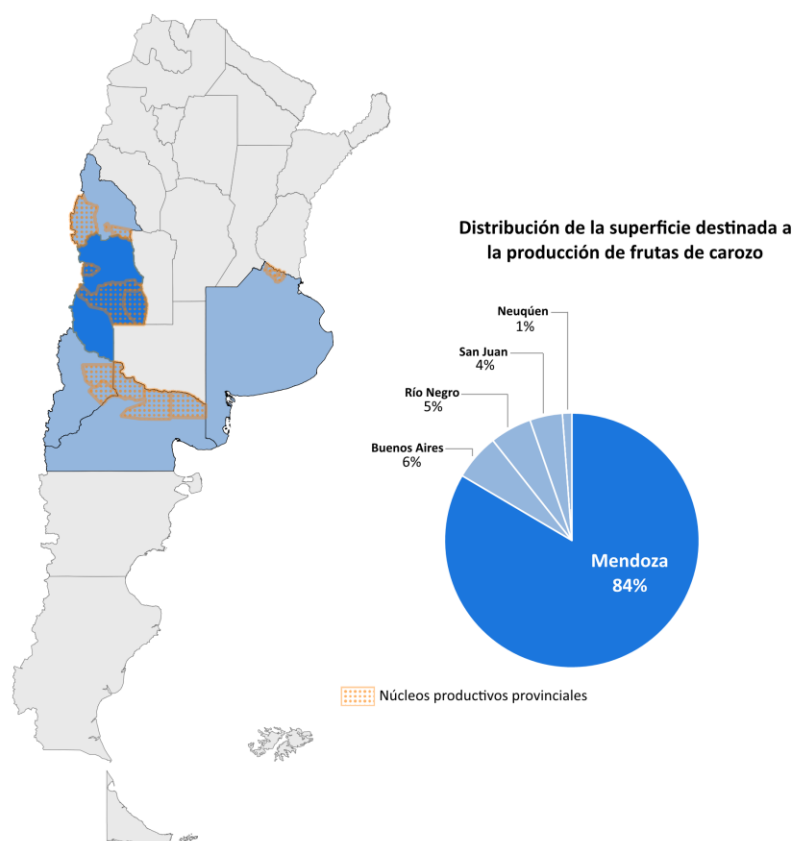 Distribución de la superficie destinada a
la producción de frutas de carozo
Neuqúen
1%
San Juan
4%
Río Negro
5%
Buenos Aires
6%
Mendoza
84%
Núcleos productivos provinciales